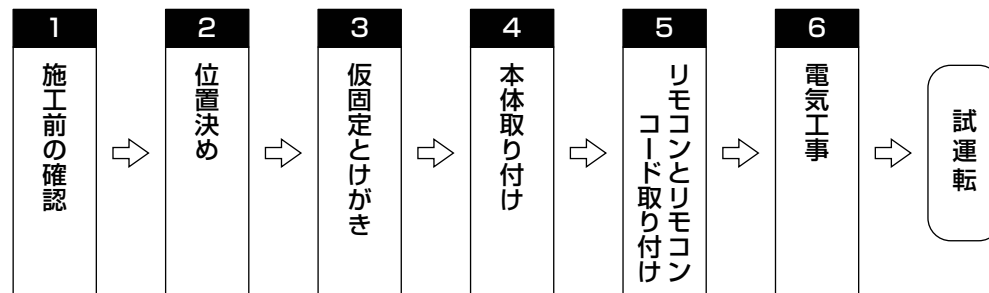 1
施工前の確認
2
位置決め
3
仮固定とけがき
4
本体取り付け
5
リモコンとリモコン
コード取り付け
6
電気工事
試運転